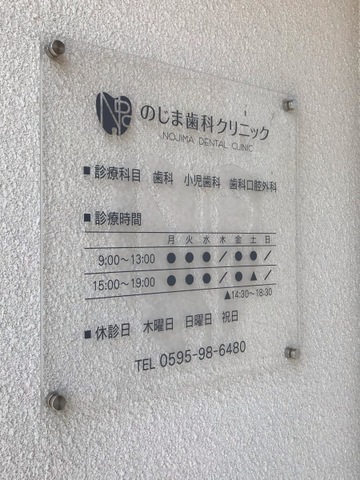 NDC
のじま歯科クリニック
NOJIMA DENTAL CLINIC
■ 診療科目 歯科 小児歯科 歯科口腔外科
■ 診療時間
月 火 水 木 金 土 日
9:00～13:00 ● ● ● ／ ● ● ／
15:00～19:00 ● ● ● ／ ● ▲ ／
▲14:30～18:30
■ 休診日 木曜日 日曜日 祝日
TEL 0595-98-6480